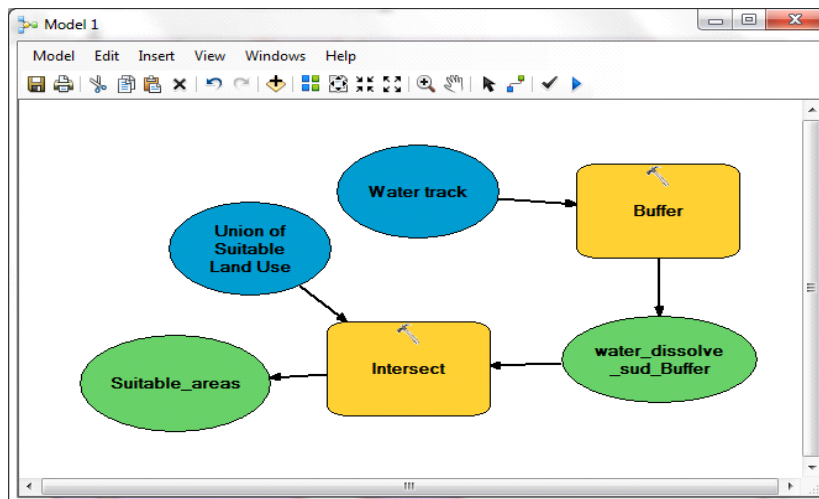 Model 1
Model Edit Insert View Windows Help
Water track
Buffer
Union of
Suitable
Land Use
Intersect
water_dissolve
_sud_Buffer
Suitable_areas